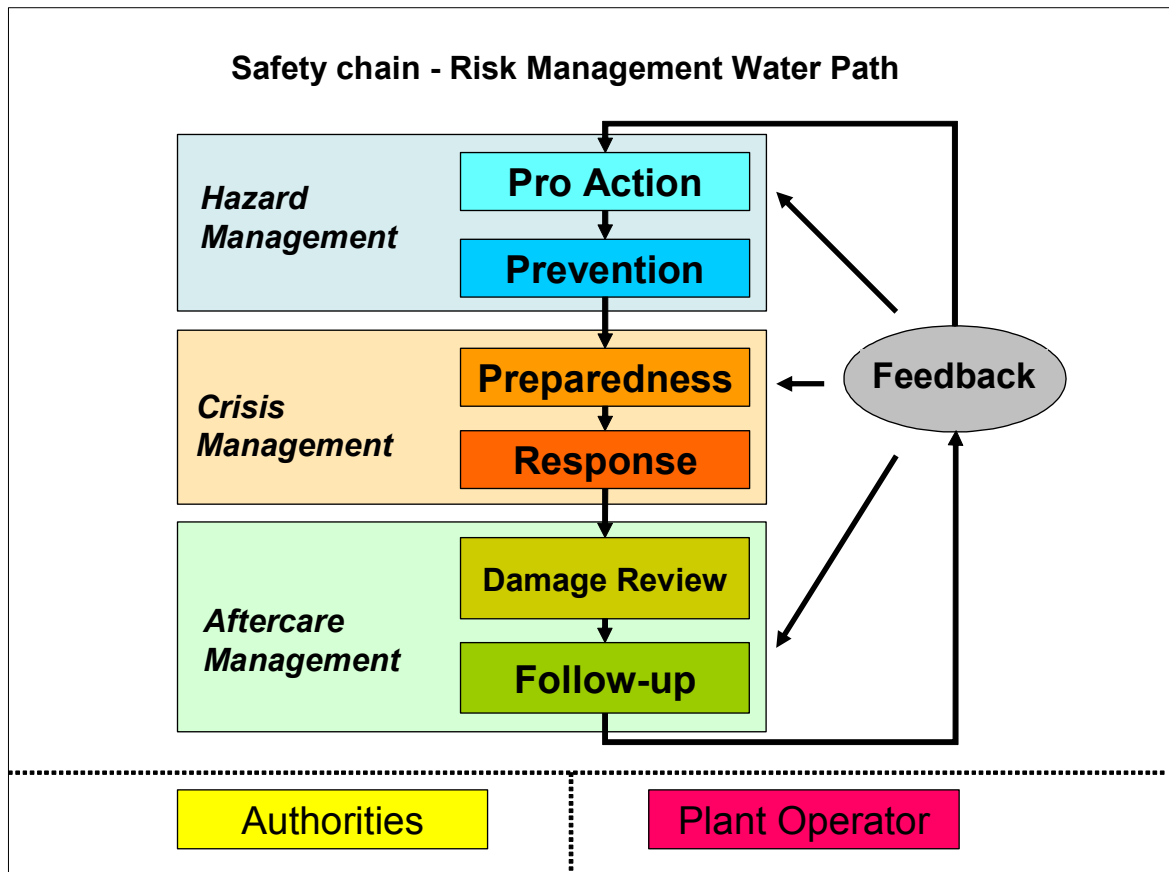 Safety chain - Risk Management Water Path
Hazard
Management
Pro Action
Prevention
Crisis
Management
Preparedness
Response
Feedback
Aftercare
Management
Damage Review
Follow-up
Authorities
Plant Operator